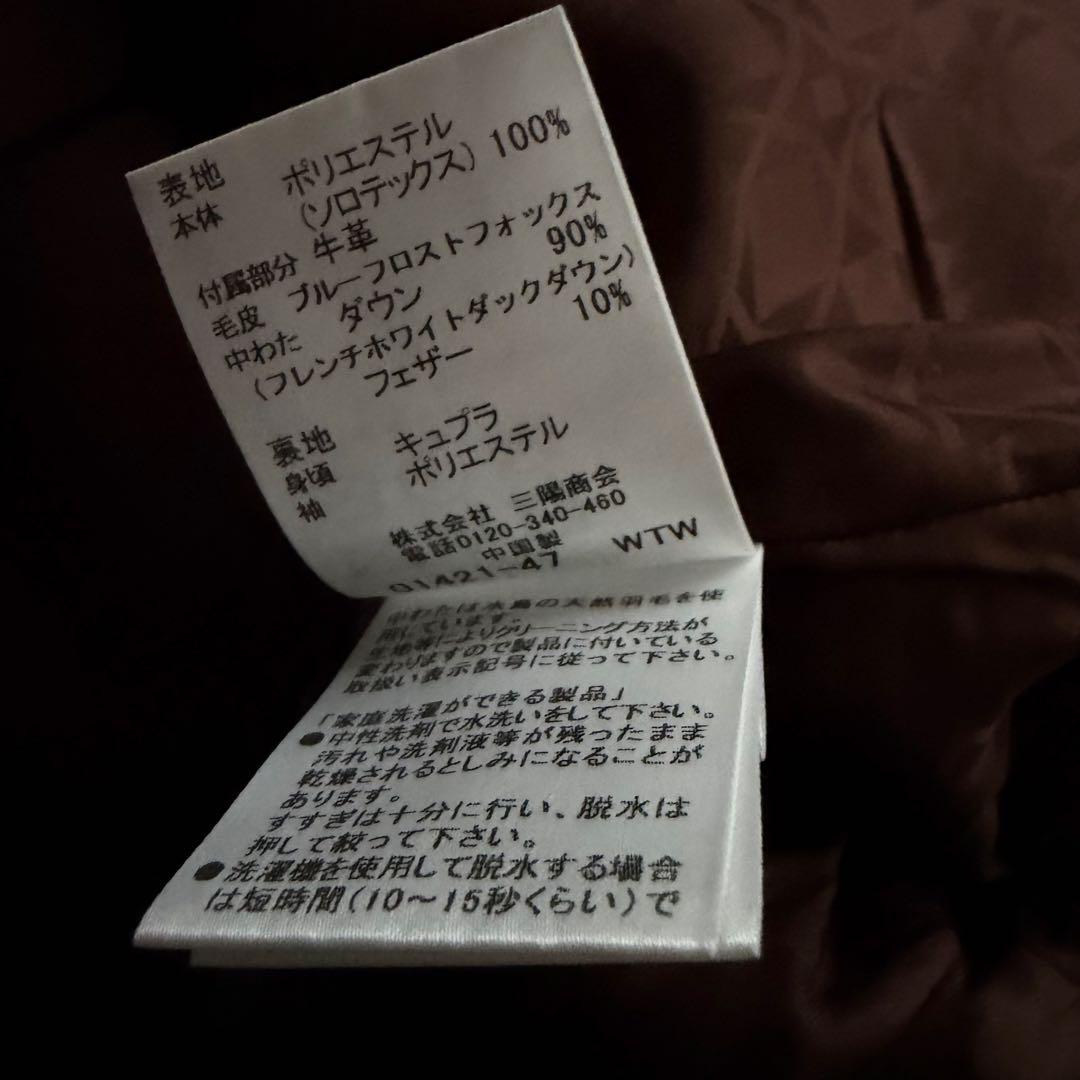 表地 ポリエステル
本体 (ソロテックス) 100%
付属部分 牛革
毛皮 ブルーフロストフォックス
中わた ダウン 90%
(フレンチホワイトダックダウン)
フェザー 10%
裏地
身頃 キュプラ
袖 ポリエステル
株式会社 三陽商会
電話0120-340-460
中国製 WTW
Q1421-47
中わたは水鳥の天然羽毛を使
用しています。
生地等によりクリーニング方法が
変わりますので製品に付いている
取扱い表示記号に従って下さい。
「家庭洗濯ができる製品」
●中性洗剤で水洗いをして下さい。
汚れや洗剤液等が残ったまま
乾燥されるとしみになることが
あります。
すすぎは十分に行い、脱水は
押して絞って下さい。
●洗濯機を使用して脱水する場合
は短時間(10～15秒くらい)で